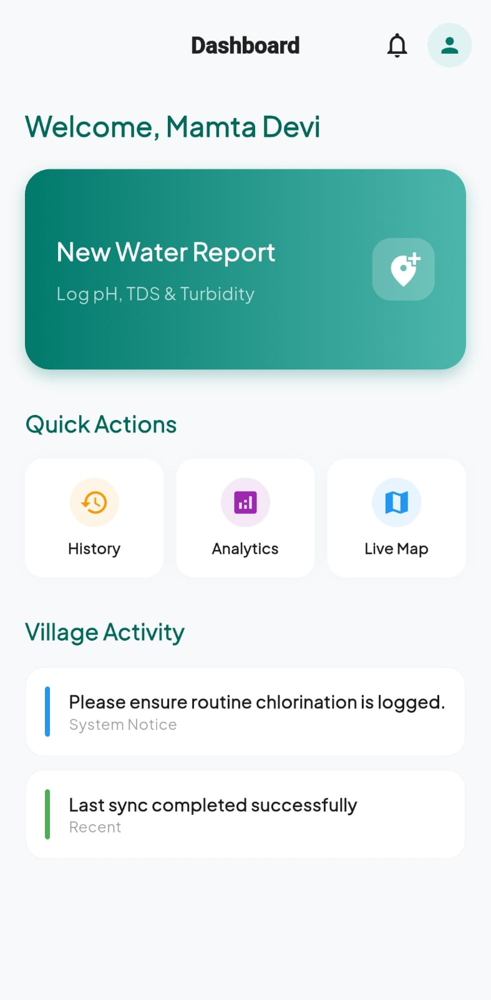 Dashboard
Welcome, Mamta Devi
New Water Report
Log pH, TDS & Turbidity
Quick Actions
History
Analytics
Live Map
Village Activity
Please ensure routine chlorination is logged.
System Notice
Last sync completed successfully
Recent